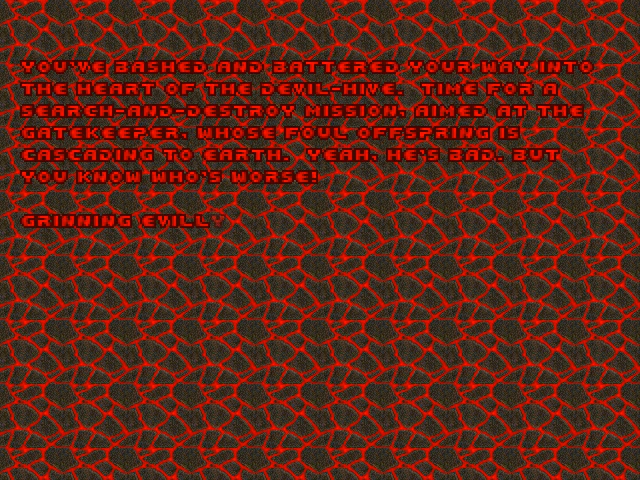 YOU'VE BASHED AND BATTERED YOUR WAY INTO
THE HEART OF THE DEVIL-HIVE.  TIME FOR A
SEARCH-AND-DESTROY MISSION, AIMED AT THE
GATEKEEPER, WHOSE FOUL OFFSPRING IS
CASCADING TO EARTH.  YEAH, HE'S BAD. BUT
YOU KNOW WHO'S WORSE!

GRINNING EVILLY